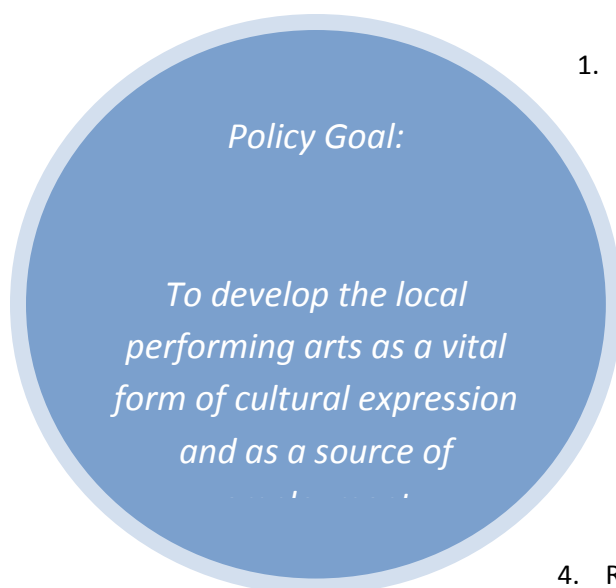 1.
Policy Goal:
To develop the local
performing arts as a vital
form of cultural expression
and as a source of
4. R